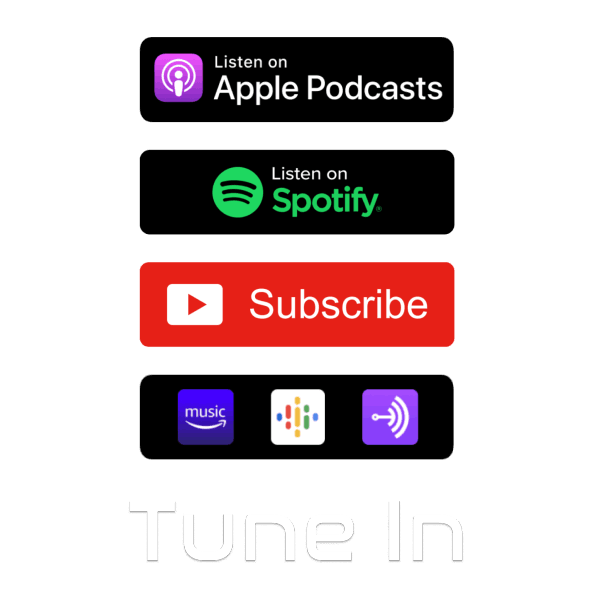 Listen on
Apple Podcasts
Listen on
Spotify
Subscribe
music
Tune In